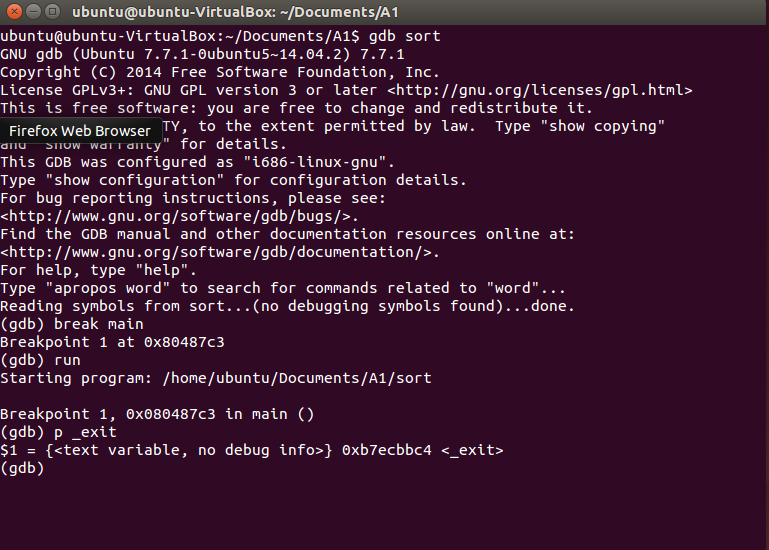 ubuntu@ubuntu-VirtualBox: ~/Documents/A1
ubuntu@ubuntu-VirtualBox:~/Documents/A1$ gdb sort
GNU gdb (Ubuntu 7.7.1-0ubuntu5~14.04.2) 7.7.1
Copyright (C) 2014 Free Software Foundation, Inc.
License GPLv3+: GNU GPL version 3 or later <http://gnu.org/licenses/gpl.html>
This is free software: you are free to change and redistribute it.
Firefox Web Browser
TY, to the extent permitted by law.  Type "show copying"
and "show warranty" for details.
This GDB was configured as "i686-linux-gnu".
Type "show configuration" for configuration details.
For bug reporting instructions, please see:
<http://www.gnu.org/software/gdb/bugs/>.
Find the GDB manual and other documentation resources online at:
<http://www.gnu.org/software/gdb/documentation/>.
For help, type "help".
Type "apropos word" to search for commands related to "word"...
Reading symbols from sort...(no debugging symbols found)...done.
(gdb) break main
Breakpoint 1 at 0x80487c3
(gdb) run
Starting program: /home/ubuntu/Documents/A1/sort
Breakpoint 1, 0x080487c3 in main ()
(gdb) p _exit
$1 = {<text variable, no debug info>} 0xb7ecbbc4 <_exit>
(gdb)